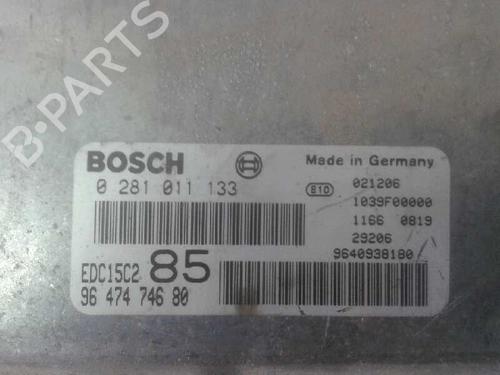 B-PARTS
BOSCH
Made in Germany
0 281 011 133
E10
021206
1039F00000
1166 0819
29206
9640938180
EDC15C2 85
96 474 746 80